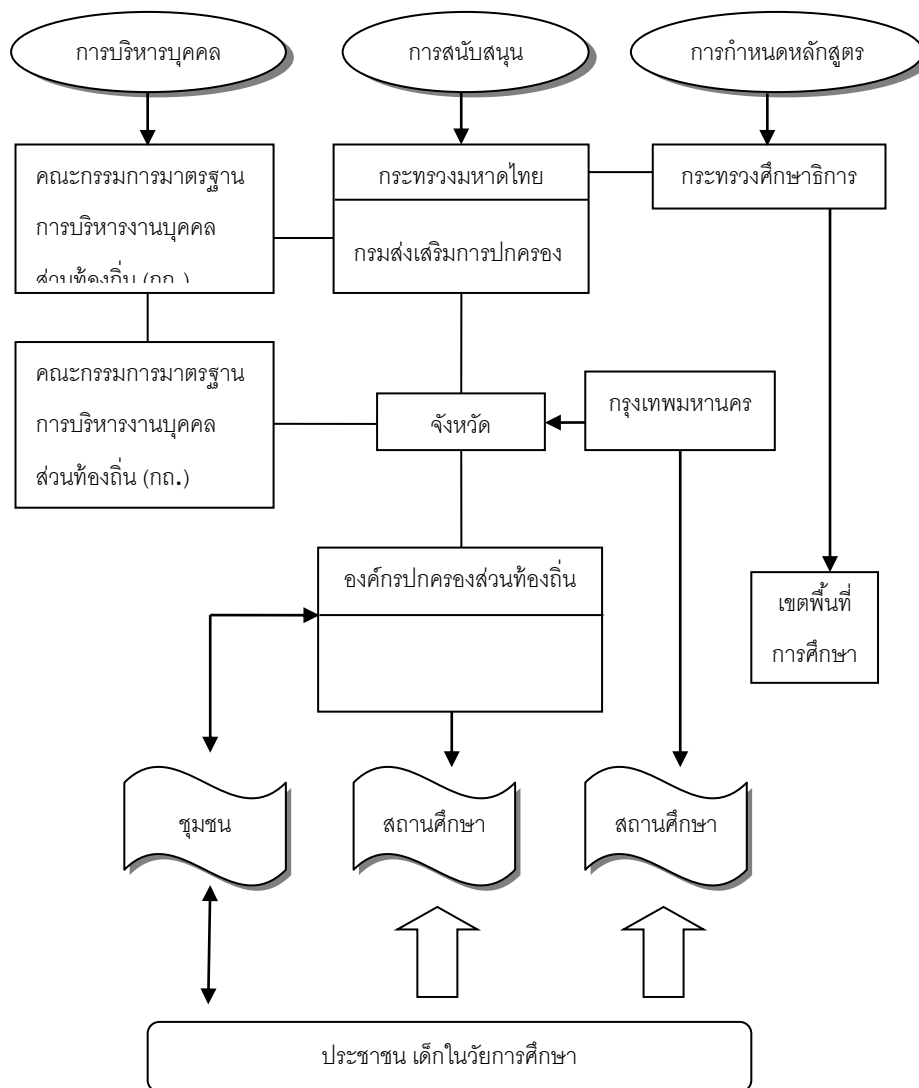 การบริหารบุคคล
การสนับสนุน
การกำหนดหลักสูตร
คณะกรรมการมาตรฐาน
การบริหารงานบุคคล
ส่วนท้องถิ่น (กถ.)
กระทรวงมหาดไทย
กรมส่งเสริมการปกครอง
กระทรวงศึกษาธิการ
คณะกรรมการมาตรฐาน
การบริหารงานบุคคล
ส่วนท้องถิ่น (กถ.)
จังหวัด
กรุงเทพมหานคร
องค์กรปกครองส่วนท้องถิ่น
เขตพื้นที่
การศึกษา
ชุมชน
สถานศึกษา
สถานศึกษา
ประชาชน เด็กในวัยการศึกษา